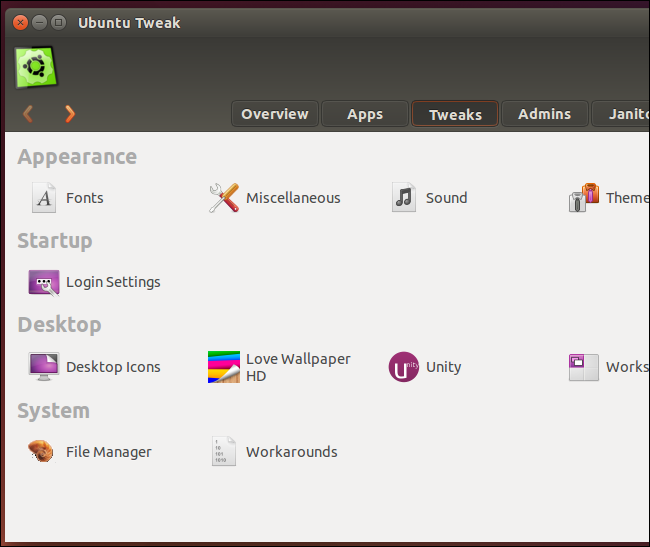 Ubuntu Tweak
Overview Apps Tweaks Admins Janito
Appearance
Fonts Miscellaneous Sound Theme
Startup
Login Settings
Desktop
Desktop Icons Love Wallpaper HD Unity Works
System
File Manager Workarounds